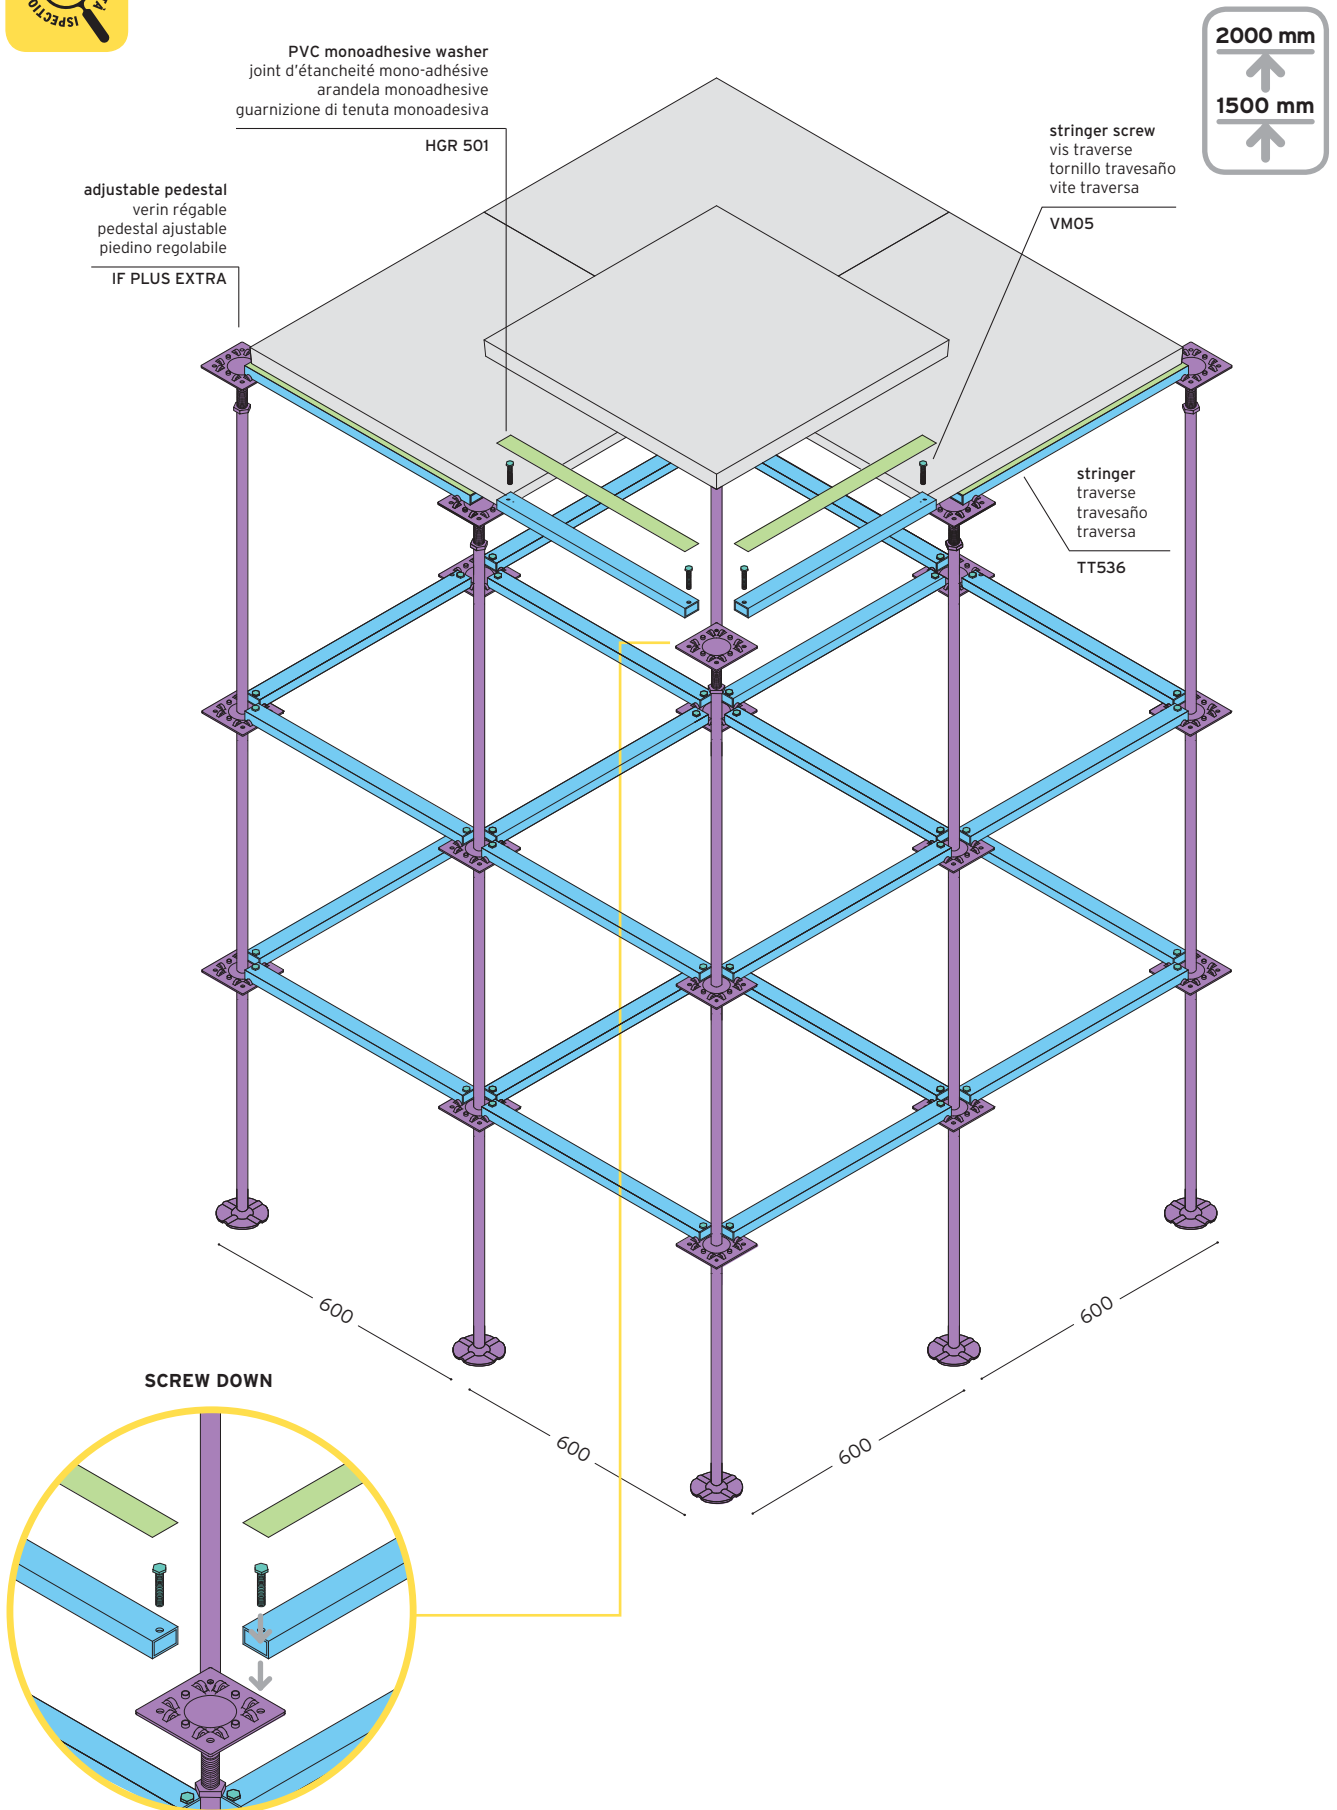 ISPECTIO
2000 mm
1500 mm
PVC monoadhesive washer
joint d'étancheité mono-adhésive
arandela monoadhesive
guarnizione di tenuta monoadesiva
HGR 501
stringer screw
vis traverse
tornillo travesaño
vite traversa
VM05
adjustable pedestal
verin régable
pedestal ajustable
piedino regolabile
IF PLUS EXTRA
stringer
traverse
travesaño
traversa
TT536
600
600
600
600
SCREW DOWN